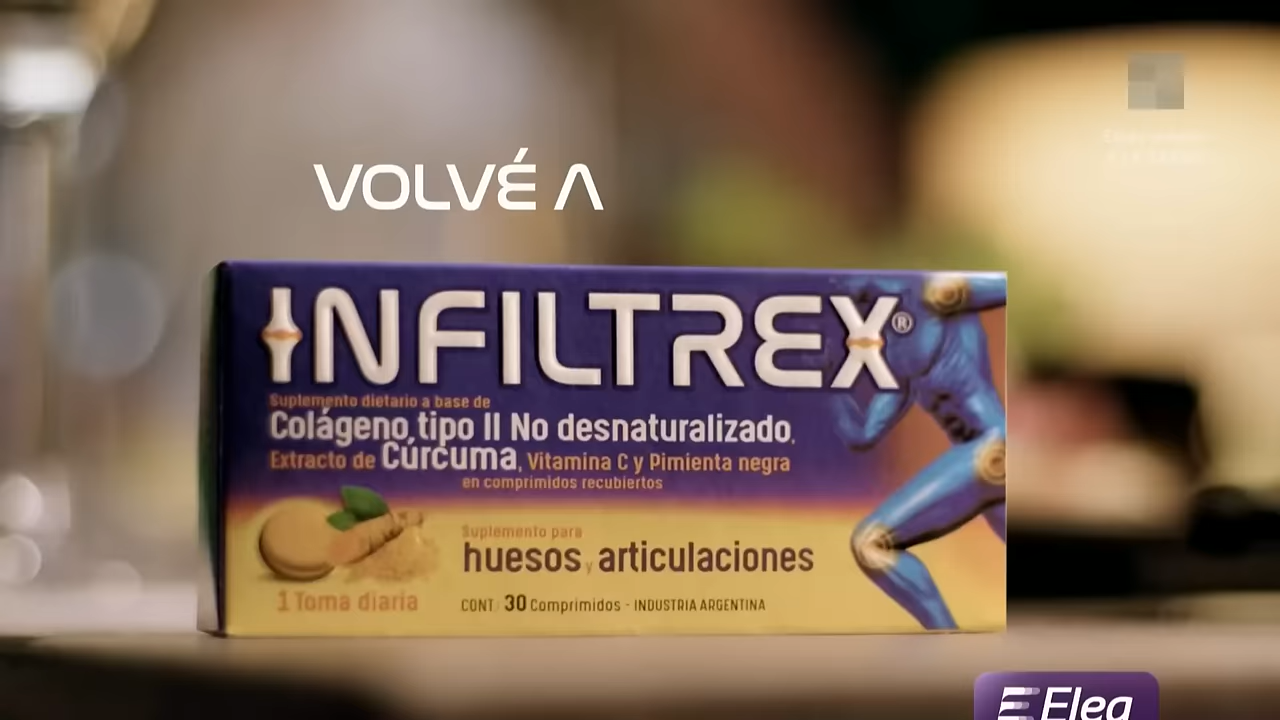 VOLVÉ A
INFILTREX®
Suplemento dietario a base de
Colágeno tipo II No desnaturalizado,
Extracto de Cúrcuma, Vitamina C y Pimienta negra
en comprimidos recubiertos
Suplemento para
huesos y articulaciones
1 Toma diaria
CONT: 30 Comprimidos - INDUSTRIA ARGENTINA
Elea